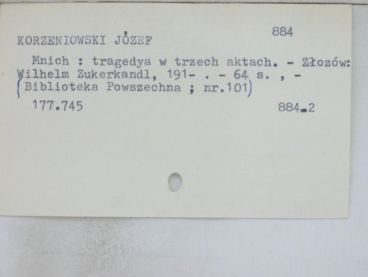 884
KORZENIOWSKI JÓZEF
Mnich : tragedya w trzech aktach. - Złozów:
Wilhelm Zukerkandl, 191- . - 64 s. , -
(Biblioteka Powszechna ; nr.101)
177.745 884.2